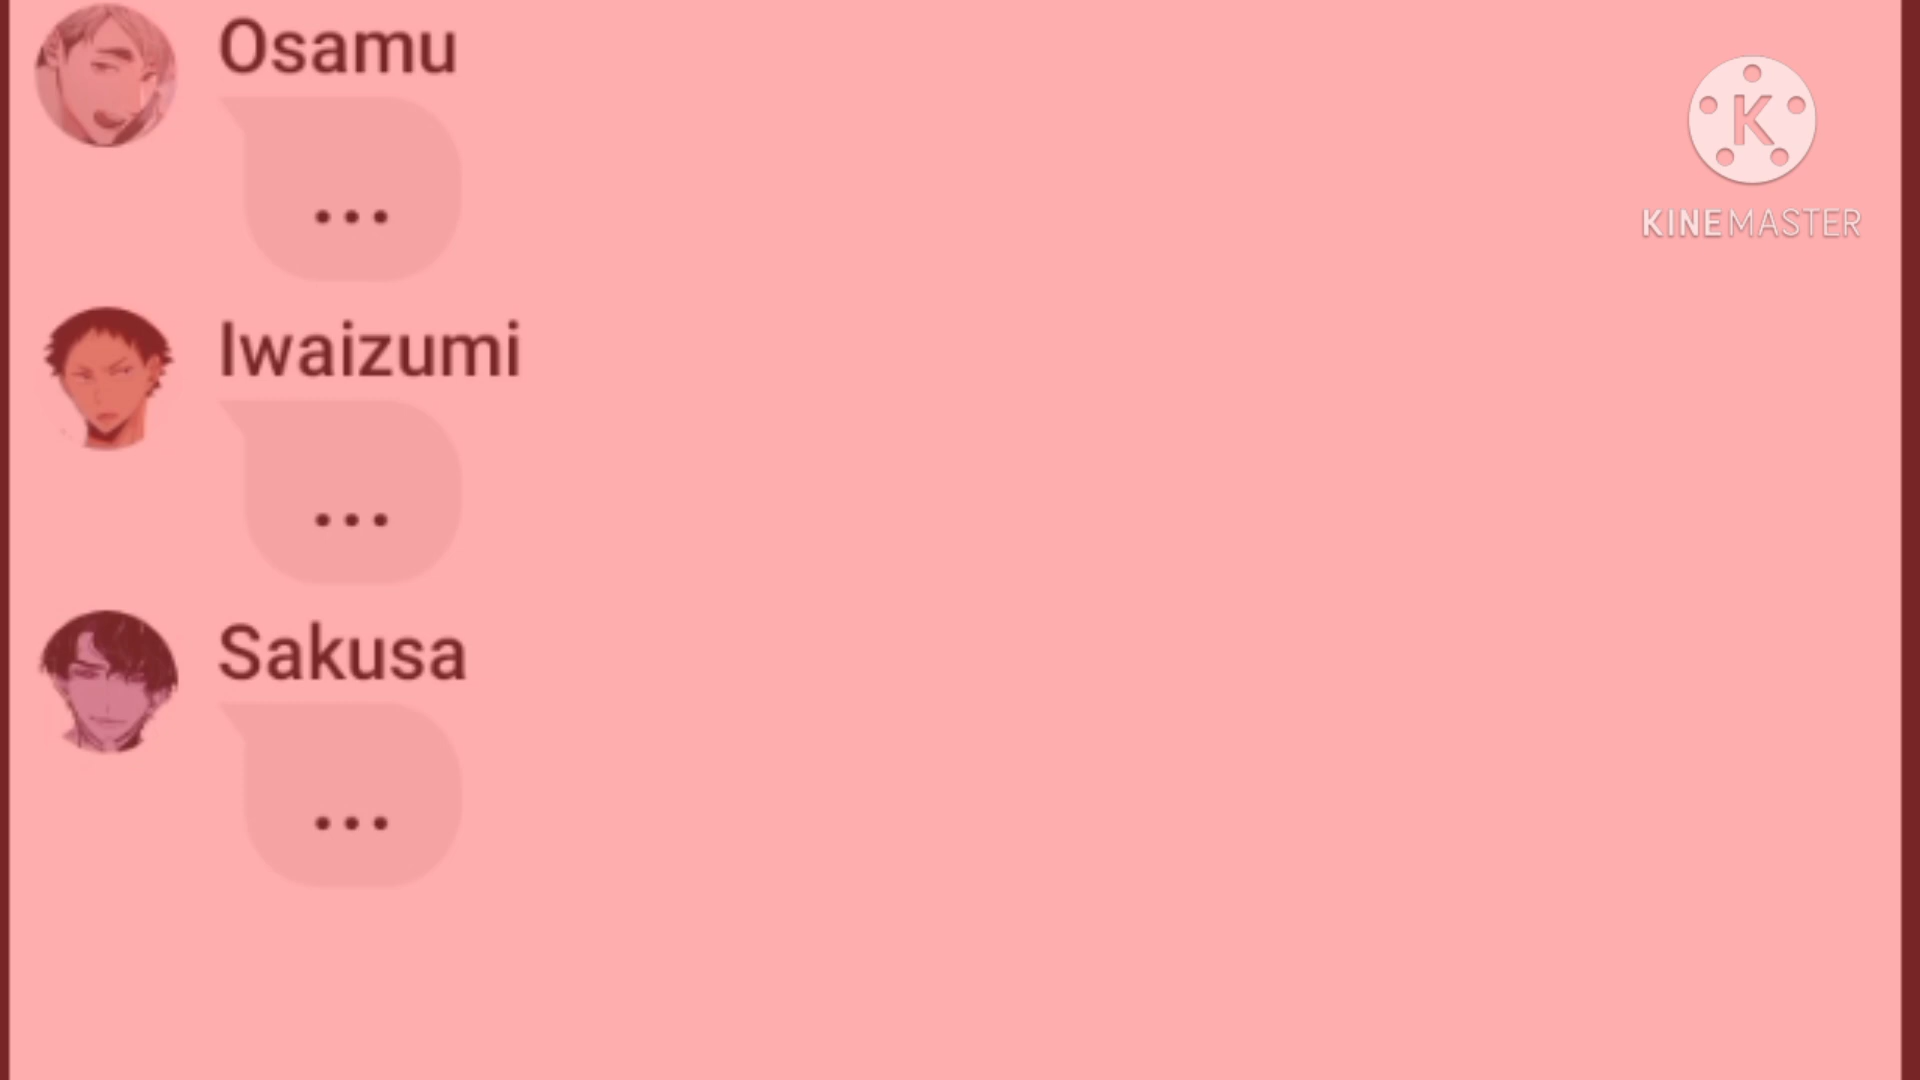 Osamu
...
K
KINEMASTER
Iwaizumi
...
Sakusa
...